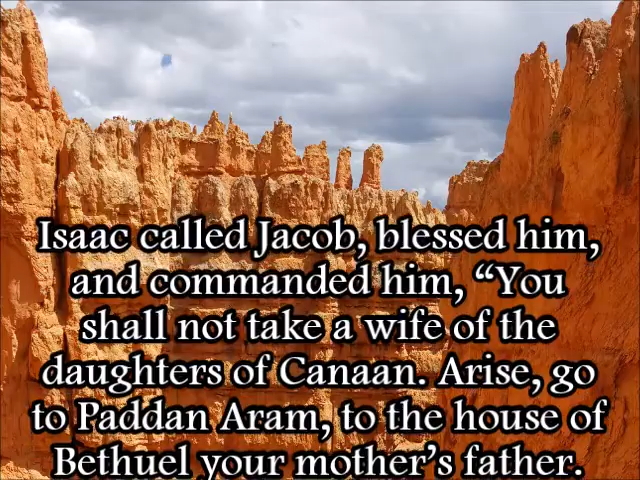 Isaac called Jacob, blessed him,
and commanded him, “You
shall not take a wife of the
daughters of Canaan. Arise, go
to Paddan Aram, to the house of
Bethuel your mother’s father.